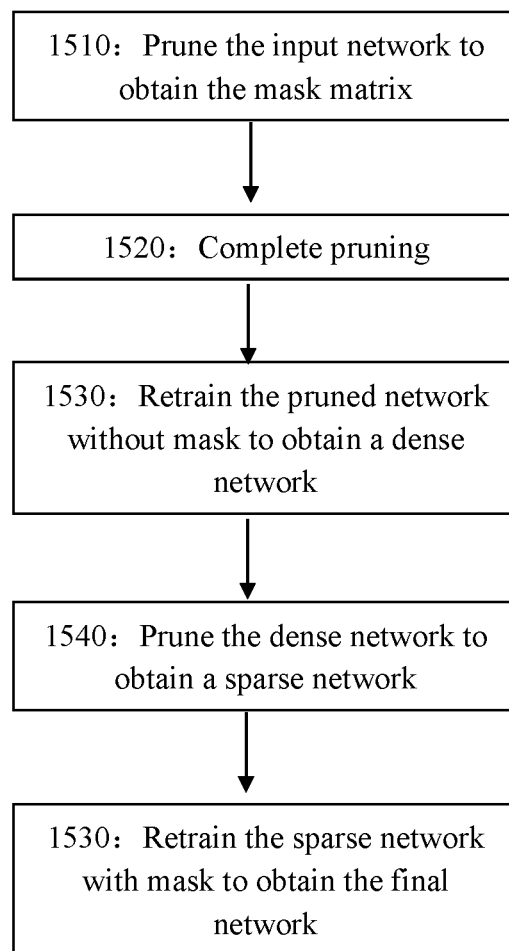 1510：Prune the input network to
obtain the mask matrix
1520：Complete pruning
1530：Retrain the pruned network
without mask to obtain a dense
network
1540：Prune the dense network to
obtain a sparse network
1530：Retrain the sparse network
with mask to obtain the final
network